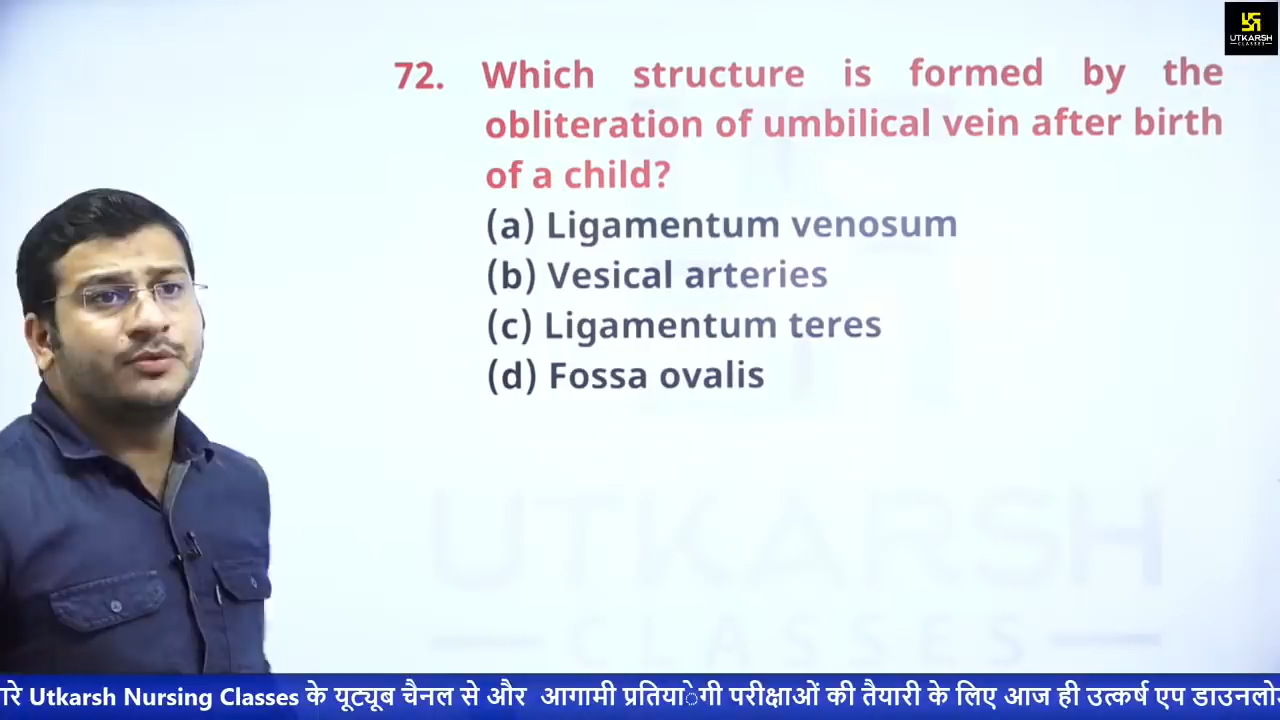 UTKARSH
CLASSES
72. Which structure is formed by the
obliteration of umbilical vein after birth
of a child?
(a) Ligamentum venosum
(b) Vesical arteries
(c) Ligamentum teres
(d) Fossa ovalis
UTKARSH
CLASSES
ारे Utkarsh Nursing Classes के यूट्यूब चैनल से और आगामी प्रतियाेगी परीक्षाओं की तैयारी के लिए आज ही उत्कर्ष एप डाउनलो